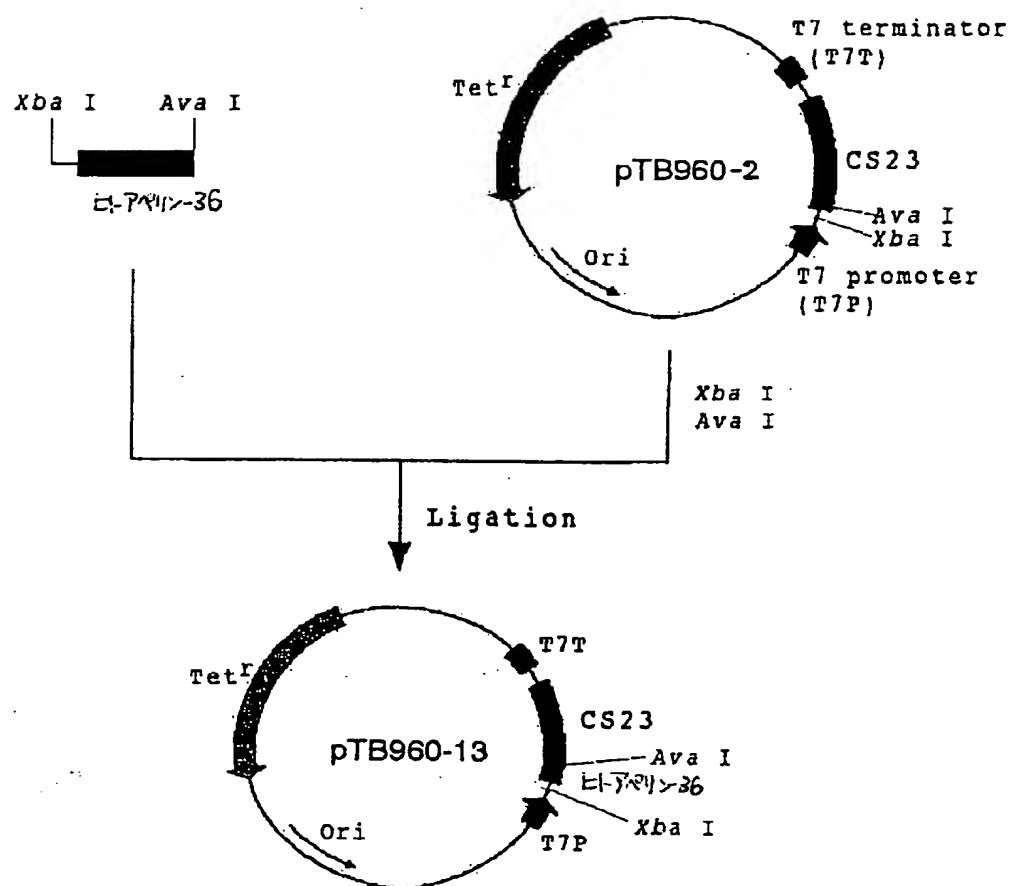 T7 terminator
(T7T)
Tetr
Xba I
Ava I
CS23
pTB960-2
ヒトアペリン-36
Ava I
Xba I
Ori
T7 promoter
(T7P)
Xba I
Ava I
Ligation
T7T
Tetr
CS23
pTB960-13
Ava I
ヒトアペリン-36
Xba I
Ori
T7P